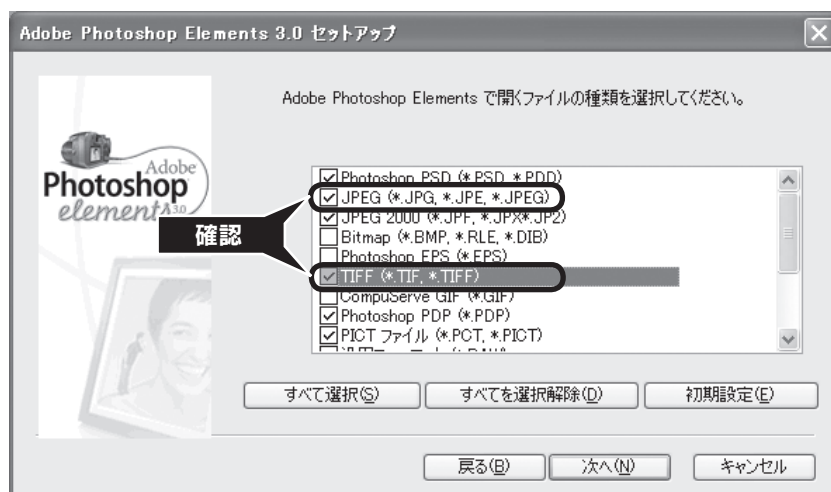 Adobe Photoshop Elements 3.0 セットアップ
Adobe Photoshop Elements で開くファイルの種類を選択してください。
Adobe
Photoshop
elements 3.0
確認
Photoshop PSD (*.PSD, *.PDD)
JPEG (*.JPG, *.JPE, *.JPEG)
JPEG 2000 (*.JPF, *.JPX*.JP2)
Bitmap (*.BMP, *.RLE, *.DIB)
Photoshop EPS (*.EPS)
TIFF (*.TIF, *.TIFF)
CompuServe GIF (*.GIF)
Photoshop PDP (*.PDP)
PICT ファイル (*.PCT, *.PICT)
すべて選択(S)
すべてを選択解除(D)
初期設定(E)
戻る(B)
次へ(N)
キャンセル